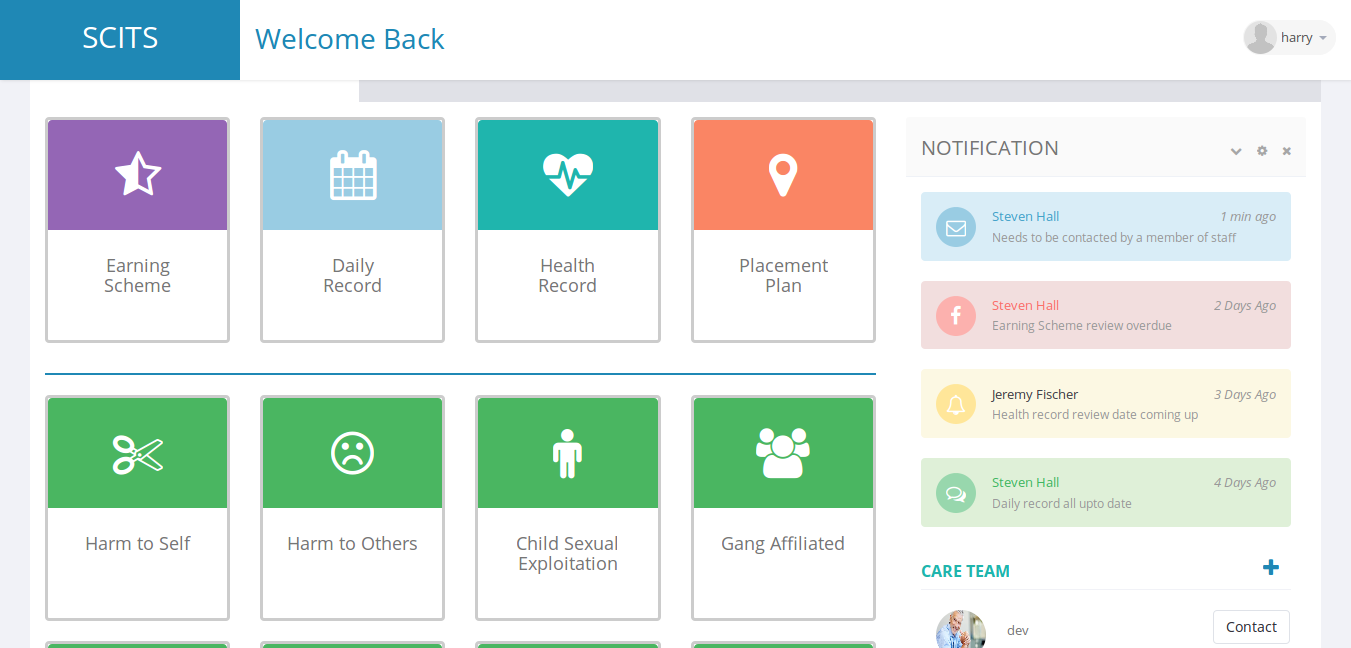 SCITS
Welcome Back
harry
Earning
Scheme
Daily
Record
Health
Record
Placement
Plan
Harm to Self
Harm to Others
Child Sexual
Exploitation
Gang Affiliated
NOTIFICATION
Steven Hall
1 min ago
Needs to be contacted by a member of staff
Steven Hall
2 Days Ago
Earning Scheme review overdue
Jeremy Fischer
3 Days Ago
Health record review date coming up
Steven Hall
4 Days Ago
Daily record all upto date
CARE TEAM
dev
Contact